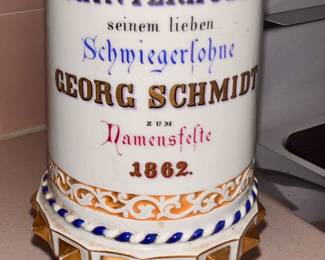 seinem lieben
Schwiegersohne
GEORG SCHMIDT
ZUM
Namensfeste
1862.